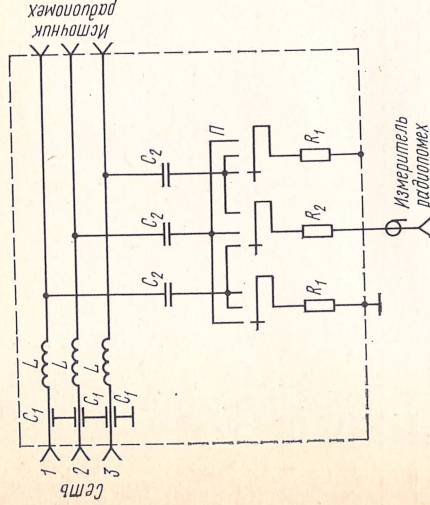 Источник
радиопомех
C1
L
1
C1
L
2
C1
L
3
Сеть
C2
C2
C2
П
R1
R2
R1
Измеритель
радиопомех